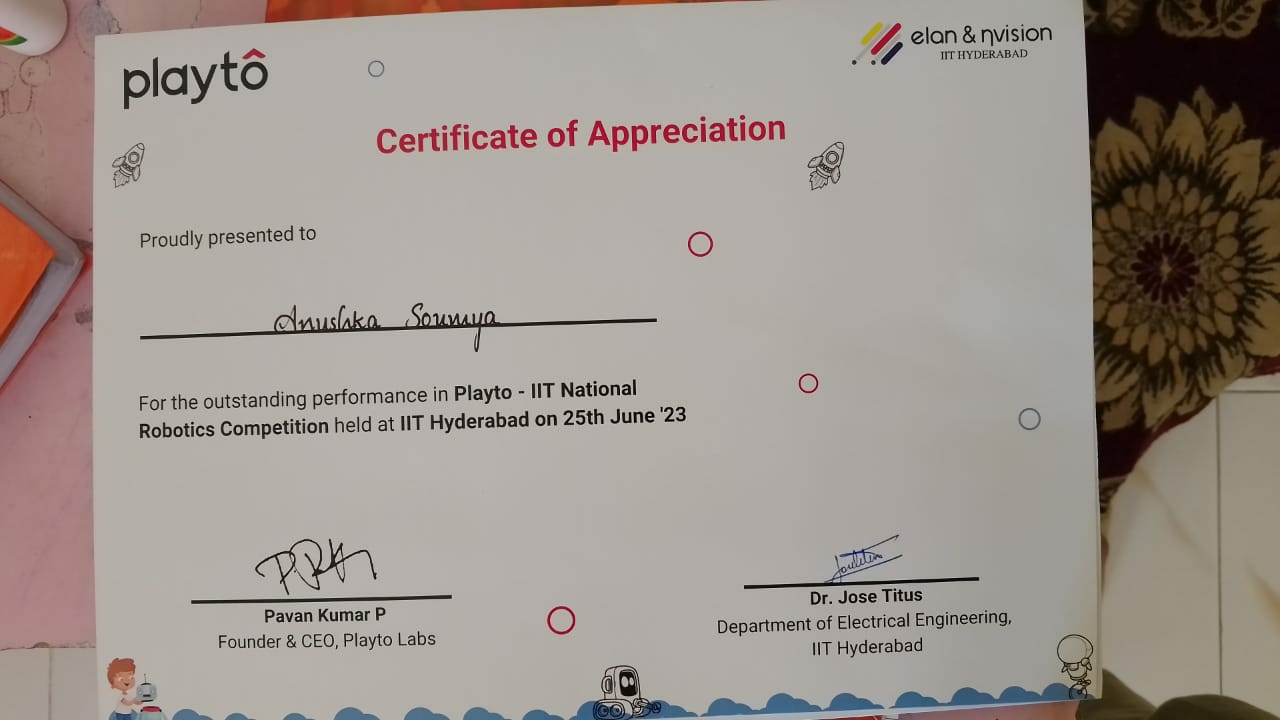 playtô
elan & ηvision
IIT HYDERABAD
Certificate of Appreciation
Proudly presented to
Anushka Soumya
For the outstanding performance in Playto - IIT National
Robotics Competition held at IIT Hyderabad on 25th June '23
Pavan Kumar P
Founder & CEO, Playto Labs
Dr. Jose Titus
Department of Electrical Engineering,
IIT Hyderabad